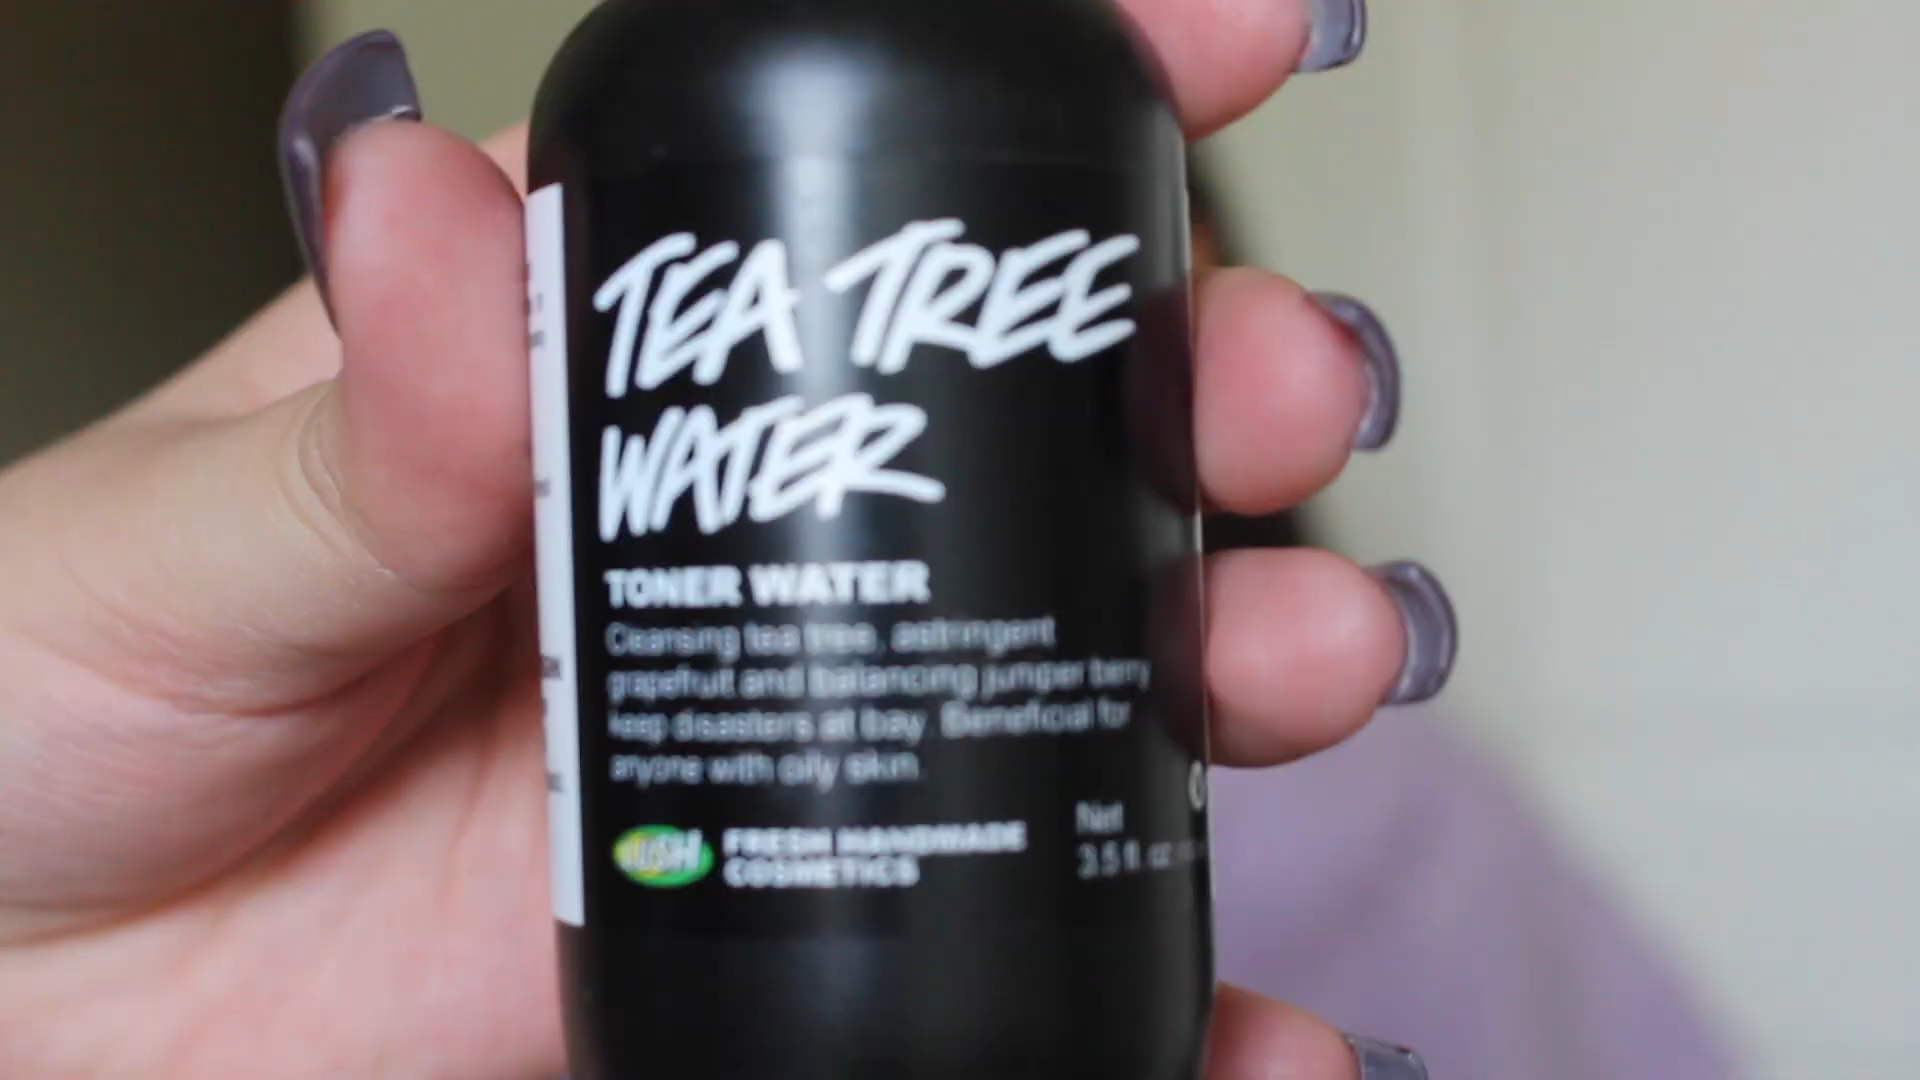 TEA TREE
WATER
TONER WATER
Cleansing tea tree, astringent
grapefruit and balancing juniper berry
keep disasters at bay. Beneficial for
anyone with oily skin.
LUSH
FRESH HANDMADE
COSMETICS
Net
3.5 fl. oz